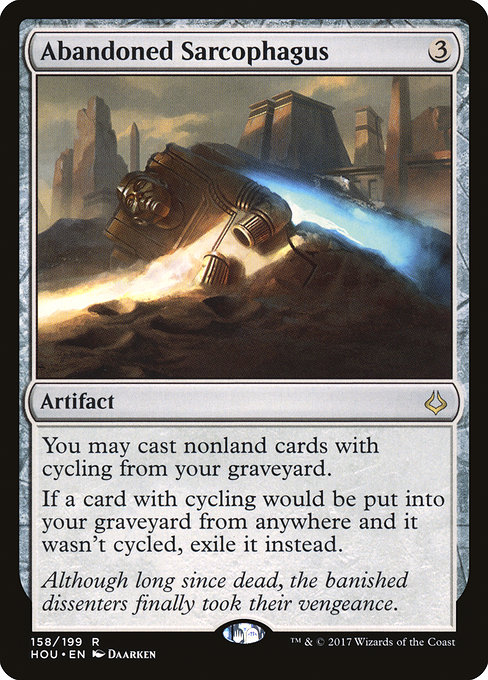 Abandoned Sarcophagus 3
Artifact
You may cast nonland cards with
cycling from your graveyard.
If a card with cycling would be put into
your graveyard from anywhere and it
wasn't cycled, exile it instead.
Although long since dead, the banished
dissenters finally took their vengeance.
158/199 R
HOU • EN DAARKEN
™ & © 2017 Wizards of the Coast